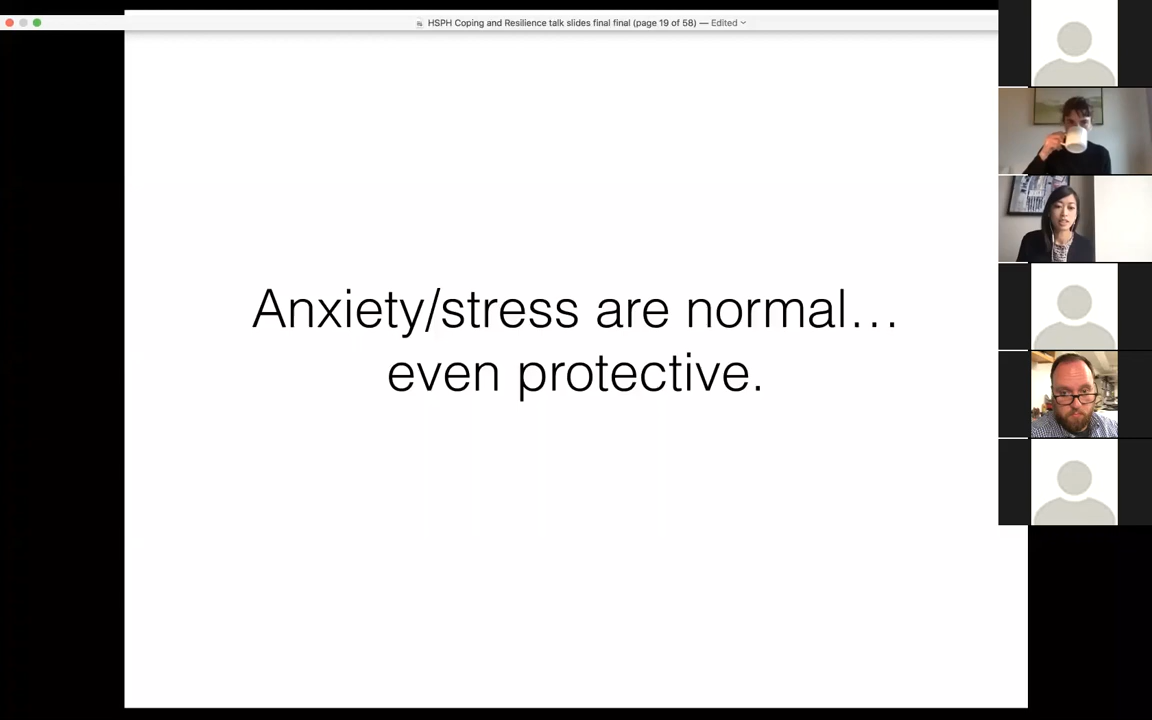 HSPH Coping and Resilience talk slides final final (page 19 of 58) — Edited
Anxiety/stress are normal…
even protective.